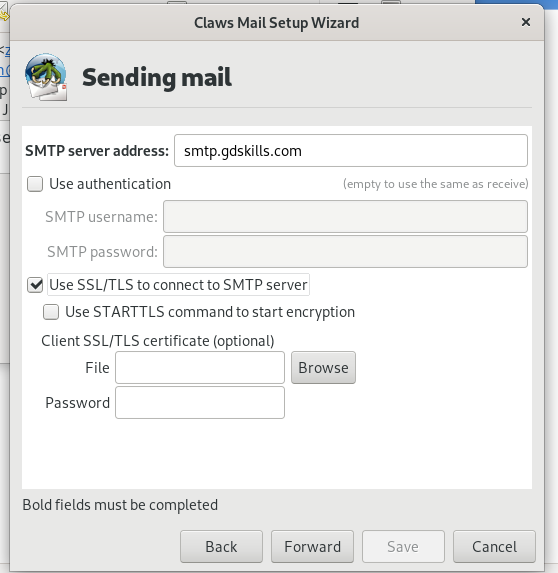 Claws Mail Setup Wizard
Sending mail
SMTP server address: smtp.gdskills.com
Use authentication (empty to use the same as receive)
SMTP username:
SMTP password:
Use SSL/TLS to connect to SMTP server
Use STARTTLS command to start encryption
Client SSL/TLS certificate (optional)
File Browse
Password
Bold fields must be completed
Back Forward Save Cancel